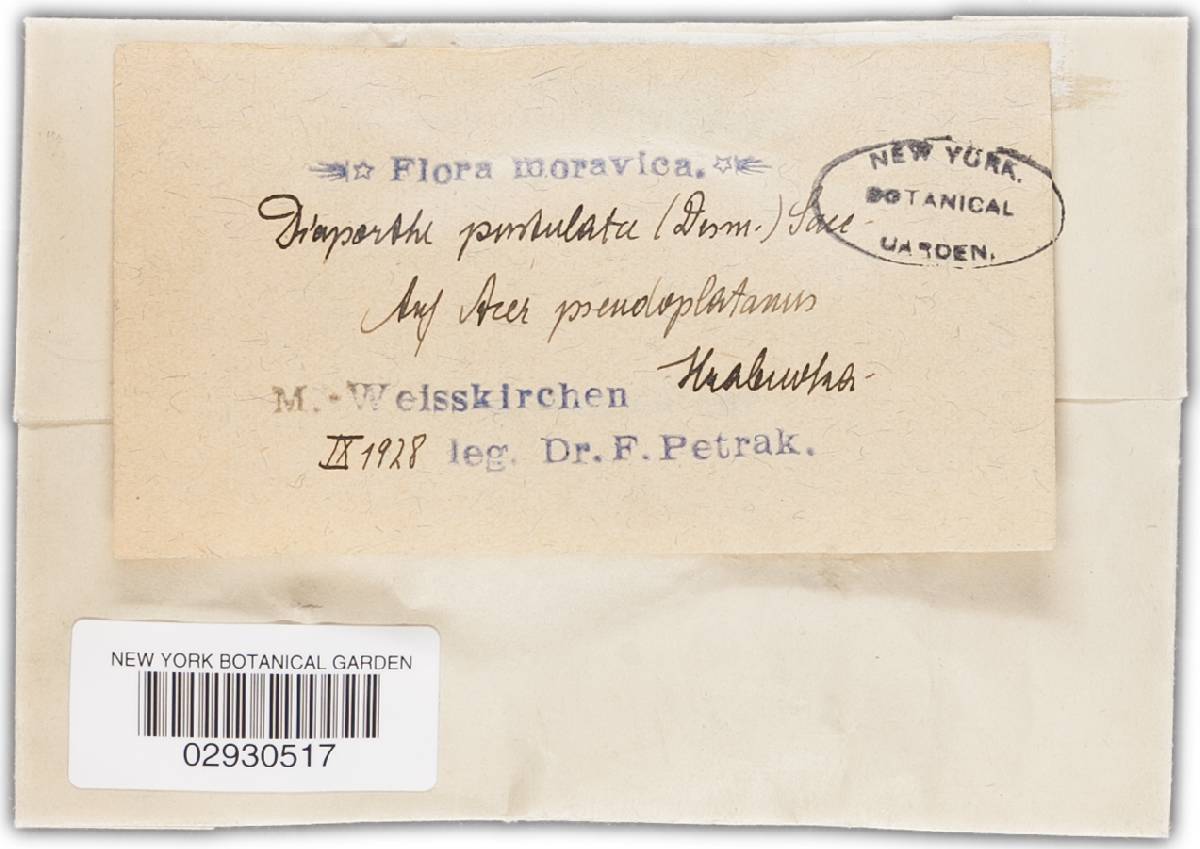 Flora moravica.
Diaporthe pustulata (Desm.) Sacc.
Auf Acer pseudoplatanus
Hrabuvka.
M.-Weisskirchen
IX 1928 leg. Dr. F. Petrak.
NEW YORK.
BOTANICAL
GARDEN.
NEW YORK BOTANICAL GARDEN
02930517